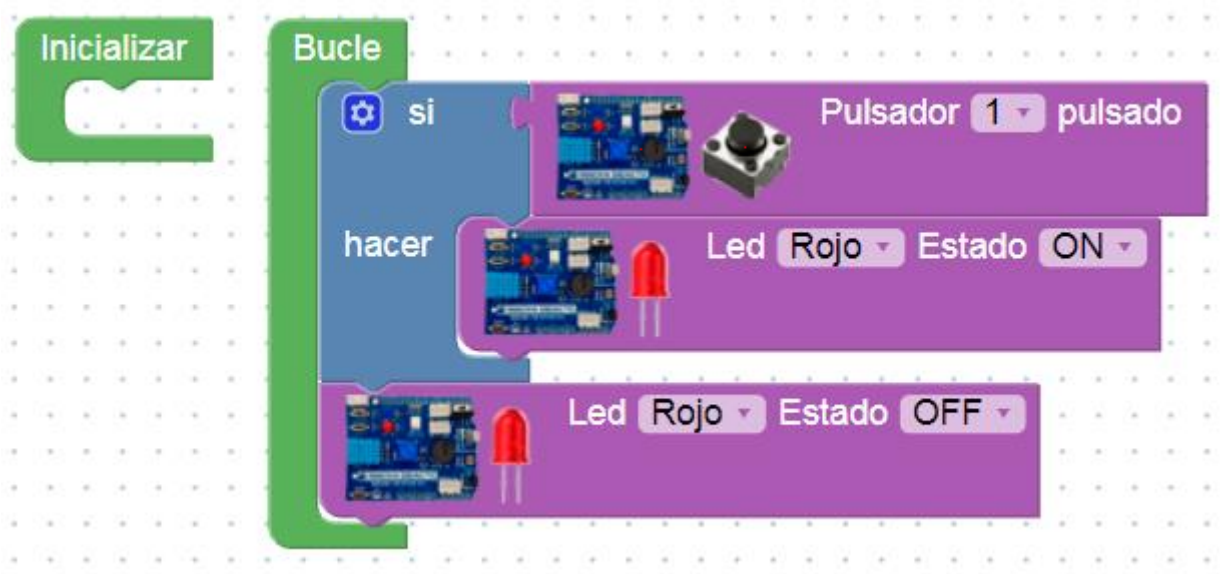 Inicializar
Bucle
si
Pulsador 1 pulsado
hacer
Led Rojo Estado ON
Led Rojo Estado OFF